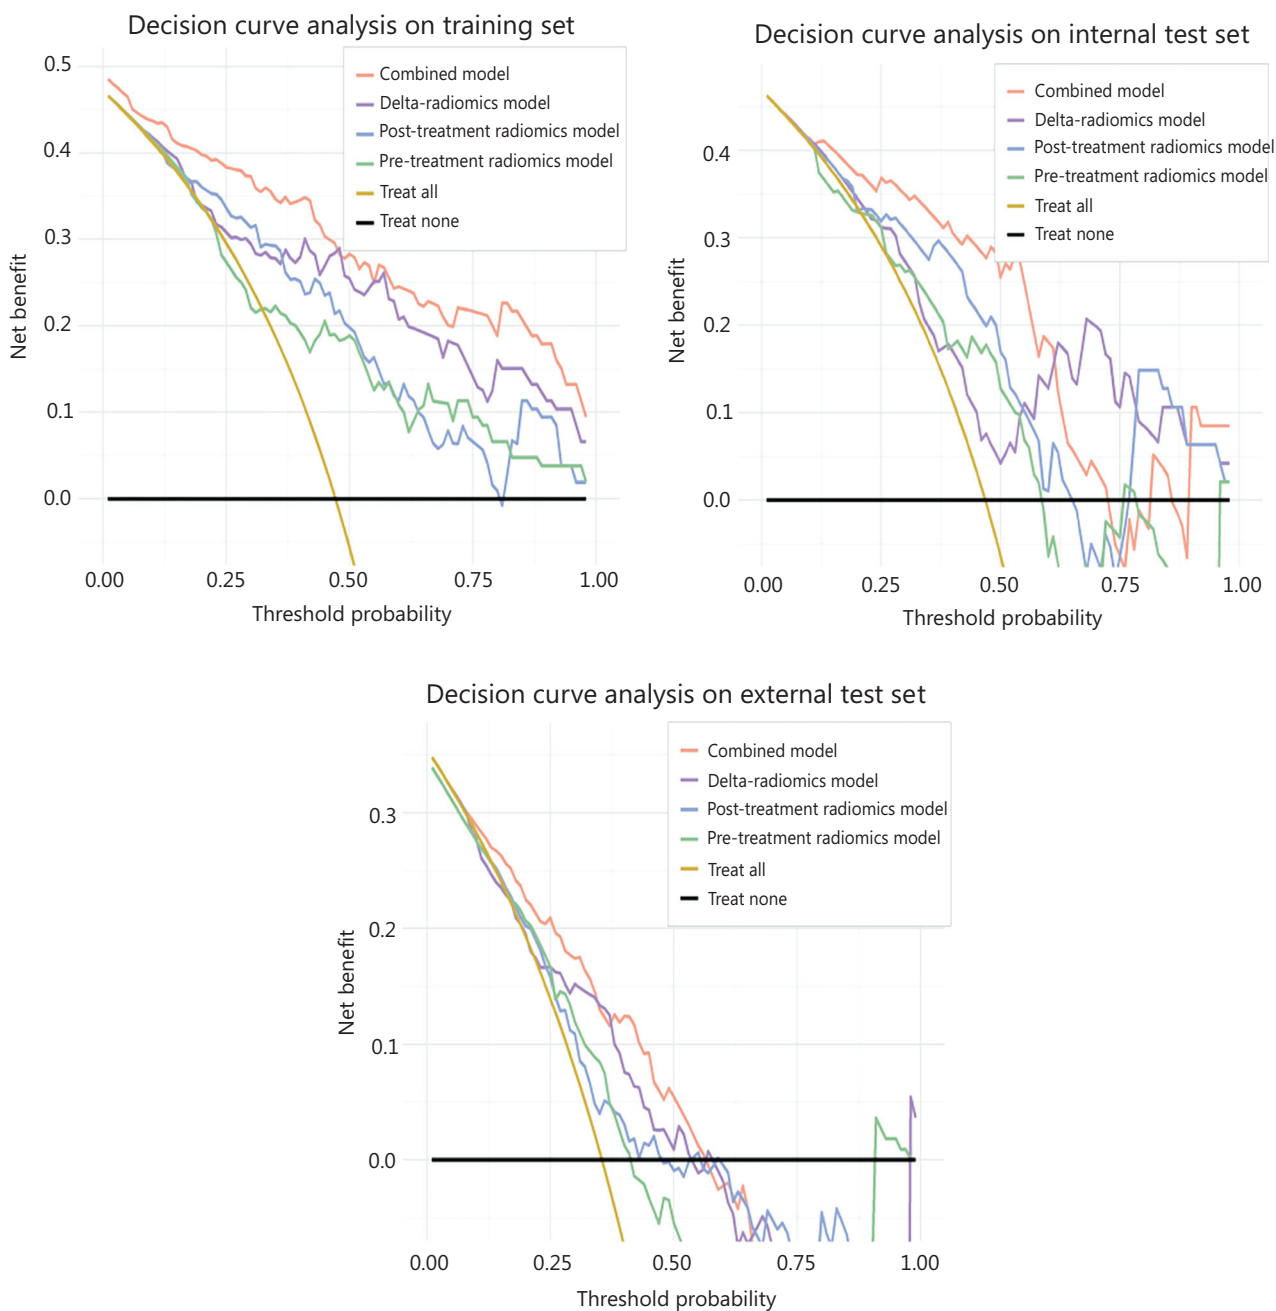 Decision curve analysis on training set
Combined model
Delta-radiomics model
Post-treatment radiomics model
Pre-treatment radiomics model
Treat all
Treat none
Net benefit
0.5
0.4
0.3
0.2
0.1
0.0
0.00 0.25 0.50 0.75 1.00
Threshold probability
Decision curve analysis on internal test set
Combined model
Delta-radiomics model
Post-treatment radiomics model
Pre-treatment radiomics model
Treat all
Treat none
Net benefit
0.4
0.3
0.2
0.1
0.0
0.00 0.25 0.50 0.75 1.00
Threshold probability
Decision curve analysis on external test set
Combined model
Delta-radiomics model
Post-treatment radiomics model
Pre-treatment radiomics model
Treat all
Treat none
Net benefit
0.3
0.2
0.1
0.0
0.00 0.25 0.50 0.75 1.00
Threshold probability